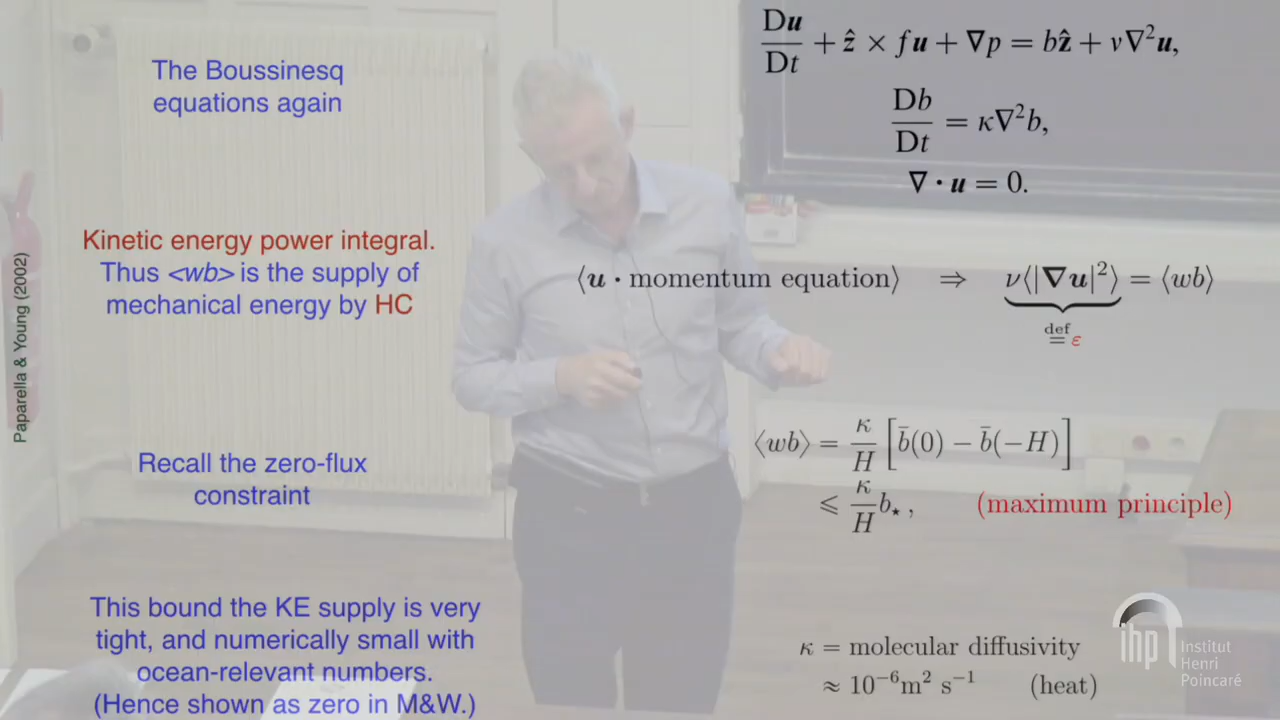 The Boussinesq
equations again
D𝒖/Dt + ẑ × f𝒖 + ∇p = bẑ + ν∇²𝒖,
Db/Dt = κ∇²b,
∇ · 𝒖 = 0.
Paparella & Young (2002)
Kinetic energy power integral.
Thus <wb> is the supply of
mechanical energy by HC
⟨𝒖 · momentum equation⟩ ⇒ ν⟨|∇𝒖|²⟩ = ⟨wb⟩
def
= ε
Recall the zero-flux
constraint
⟨wb⟩ = κ/H [b̄(0) − b̄(−H)]
⩽ κ/H b⋆ , (maximum principle)
This bound the KE supply is very
tight, and numerically small with
ocean-relevant numbers.
(Hence shown as zero in M&W.)
κ = molecular diffusivity
≈ 10⁻⁶m² s⁻¹ (heat)
ihp
Institut
Henri
Poincaré